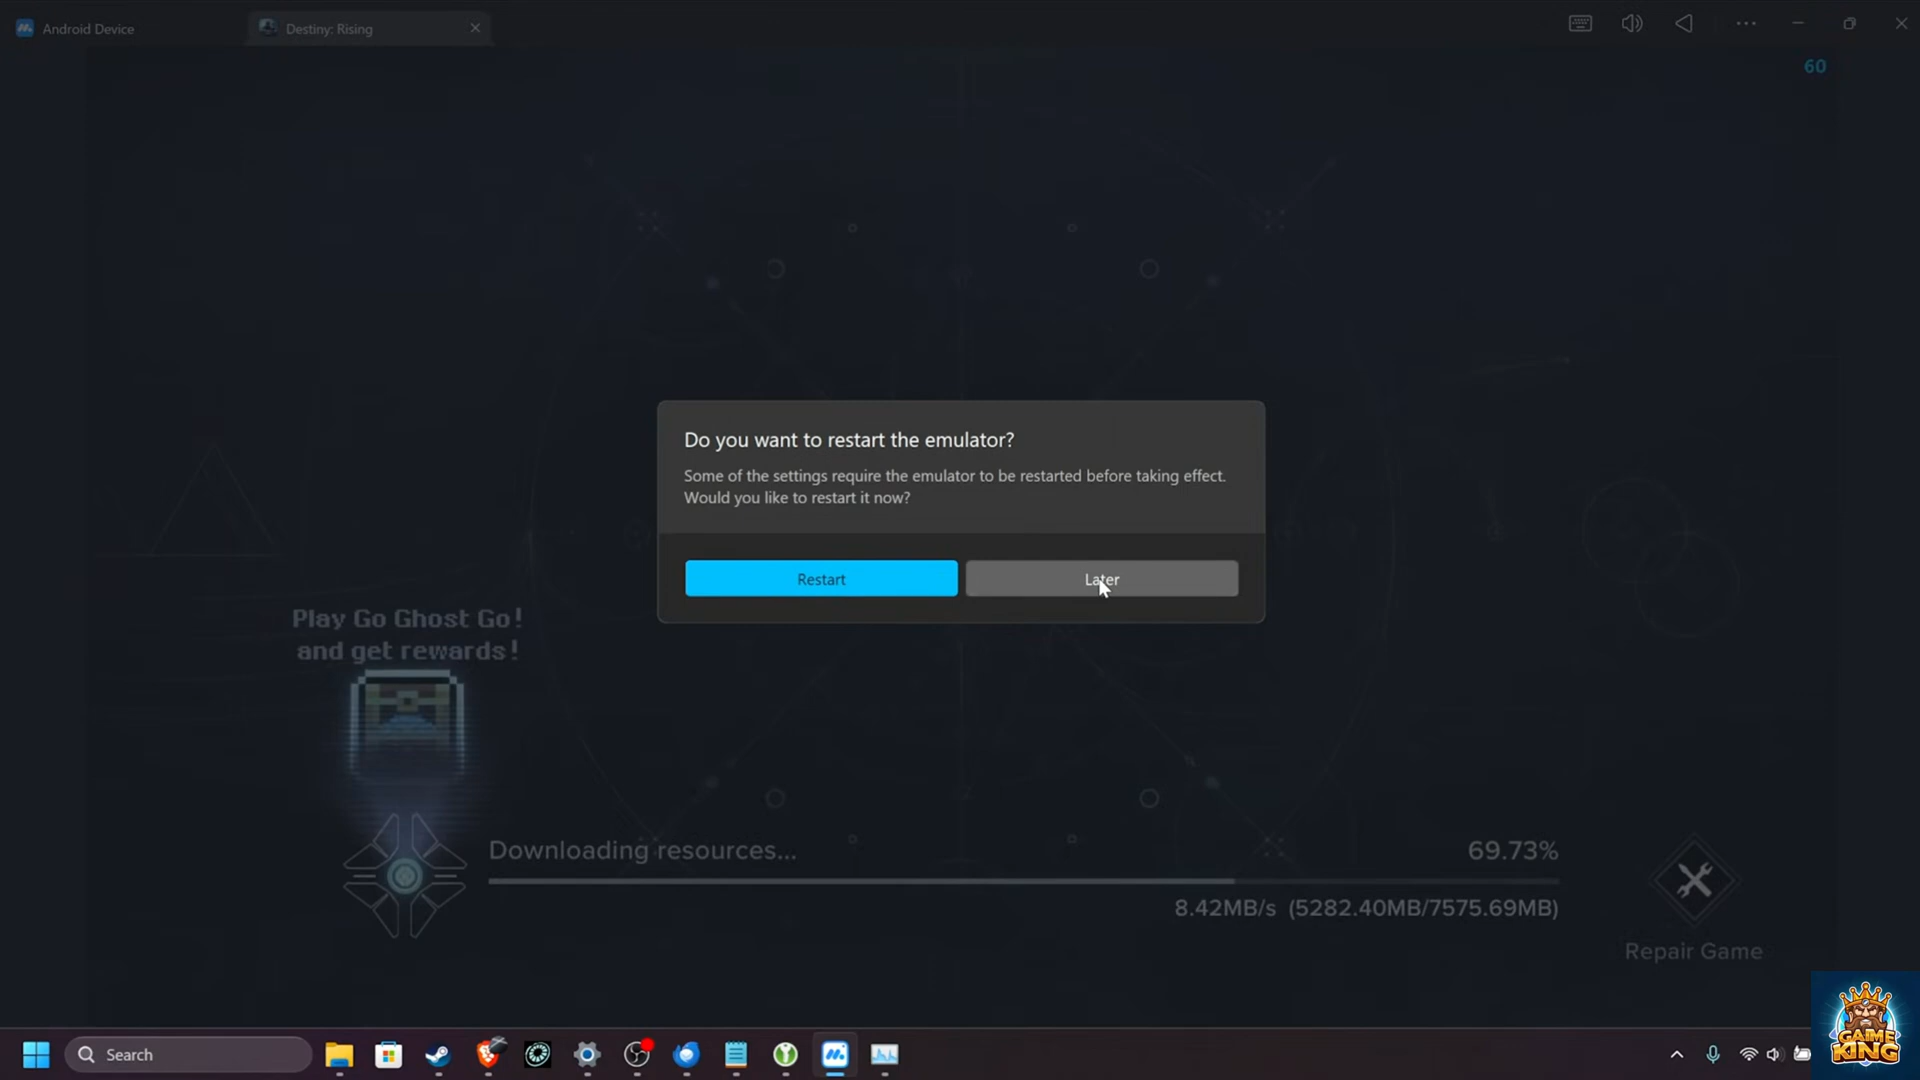 Android Device
Destiny: Rising
60
Do you want to restart the emulator?
Some of the settings require the emulator to be restarted before taking effect.
Would you like to restart it now?
Restart
Later
Play Go Ghost Go!
and get rewards!
Downloading resources...
69.73%
8.42MB/s (5282.40MB/7575.69MB)
Repair Game
Search
GAME
KING